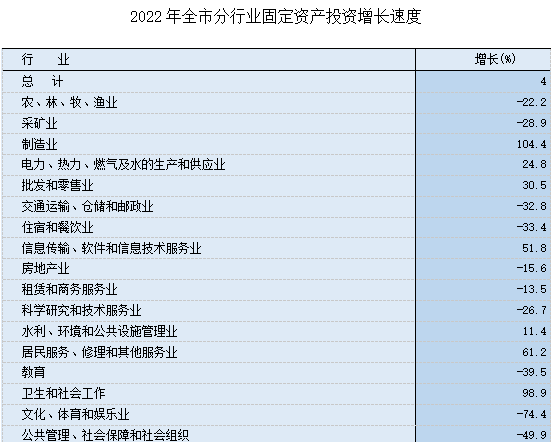 2022年全市分行业固定资产投资增长速度
行 业 增长(%)
总 计 4
农、林、牧、渔业 -22.2
采矿业 -28.9
制造业 104.4
电力、热力、燃气及水的生产和供应业 24.8
批发和零售业 30.5
交通运输、仓储和邮政业 -32.8
住宿和餐饮业 -33.4
信息传输、软件和信息技术服务业 51.8
房地产业 -15.6
租赁和商务服务业 -13.5
科学研究和技术服务业 -26.7
水利、环境和公共设施管理业 11.4
居民服务、修理和其他服务业 61.2
教育 -39.5
卫生和社会工作 98.9
文化、体育和娱乐业 -74.4
公共管理、社会保障和社会组织 -49.9